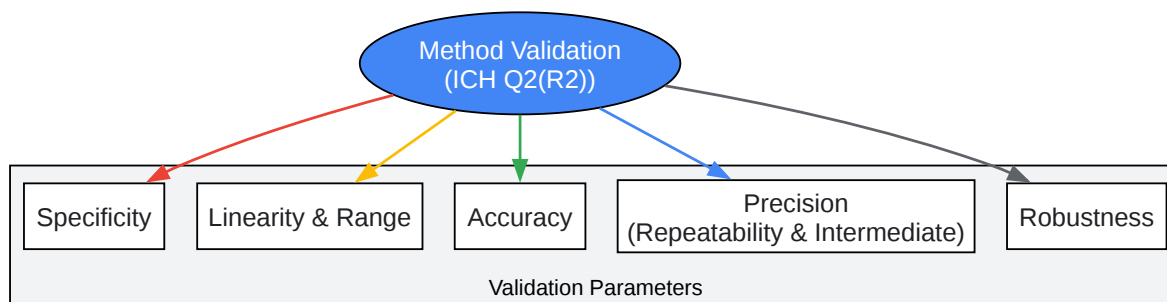 Method Validation
(ICH Q2(R2))
Specificity
Linearity & Range
Accuracy
Precision
(Repeatability & Intermediate)
Robustness
Validation Parameters